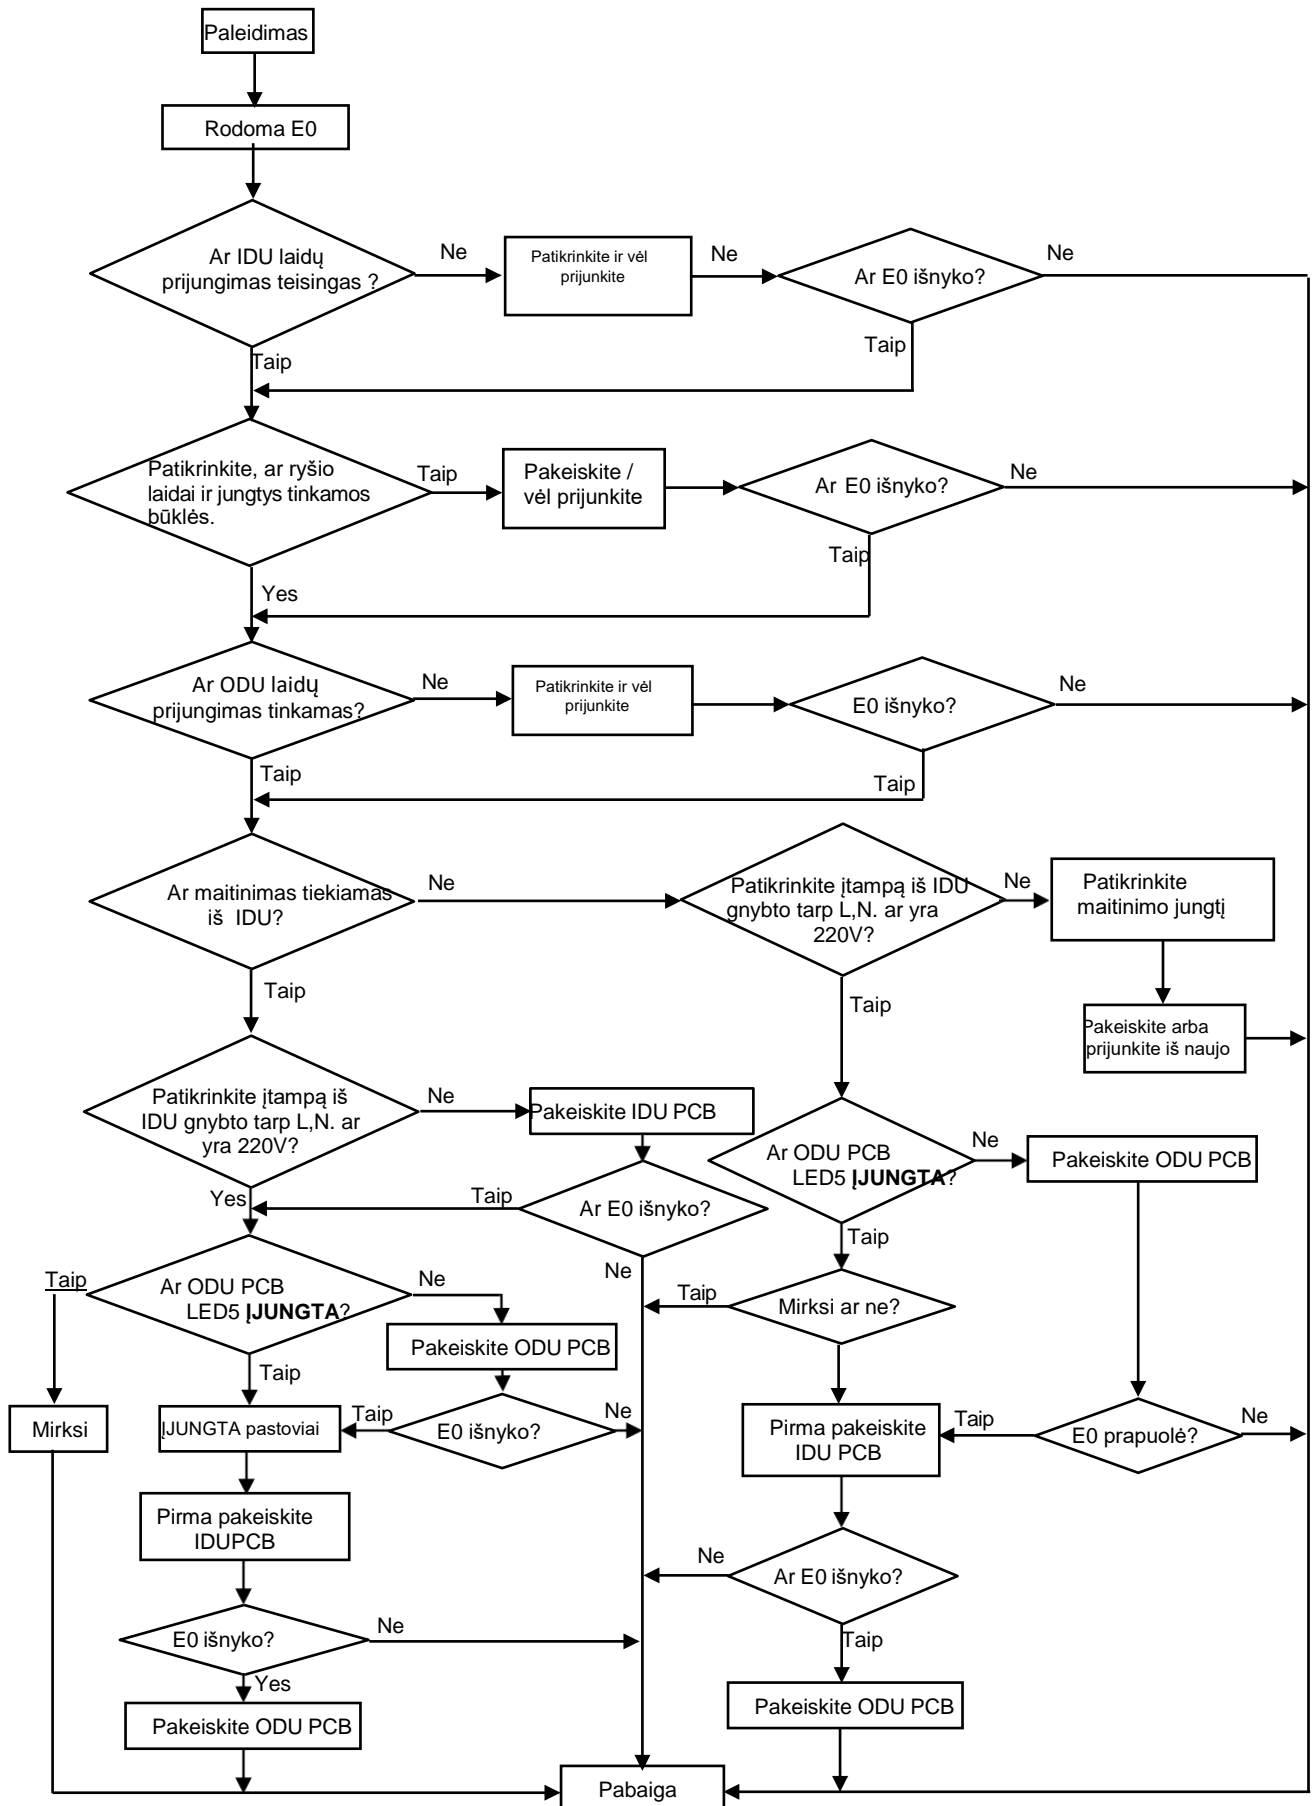 Paleidimas
Rodoma E0
Ar IDU laidų
prijungimas teisingas ?
Ne
Patikrinkite ir vėl
prijunkite
Ne
Ar E0 išnyko?
Ne
Taip
Taip
Patikrinkite, ar ryšio
laidai ir jungtys tinkamos
būklės.
Taip
Pakeiskite /
vėl prijunkite
Ar E0 išnyko?
Ne
Taip
Yes
Ar ODU laidų
prijungimas tinkamas?
Ne
Patikrinkite ir vėl
prijunkite
E0 išnyko?
Ne
Taip
Taip
Ar maitinimas tiekiamas
iš IDU?
Ne
Patikrinkite įtampą iš IDU
gnybto tarp L,N. ar yra
220V?
Ne
Patikrinkite
maitinimo jungtį
Taip
Taip
Pakeiskite arba
prijunkite iš naujo
Patikrinkite įtampą iš
IDU gnybto tarp L,N. ar
yra 220V?
Ne
Pakeiskite IDU PCB
Ar ODU PCB
LED5 ĮJUNGTA?
Ne
Pakeiskite ODU PCB
Yes
Taip
Ar E0 išnyko?
Taip
Ne
Taip
Ar ODU PCB
LED5 ĮJUNGTA?
Ne
Taip
Mirksi ar ne?
Pakeiskite ODU PCB
Taip
Mirksi
ĮJUNGTA pastoviai
Taip
E0 išnyko?
Ne
Pirma pakeiskite
IDU PCB
Taip
E0 prapuolė?
Ne
Pirma pakeiskite
IDUPCB
Ne
Ar E0 išnyko?
E0 išnyko?
Ne
Taip
Yes
Pakeiskite ODU PCB
Pakeiskite ODU PCB
Pabaiga